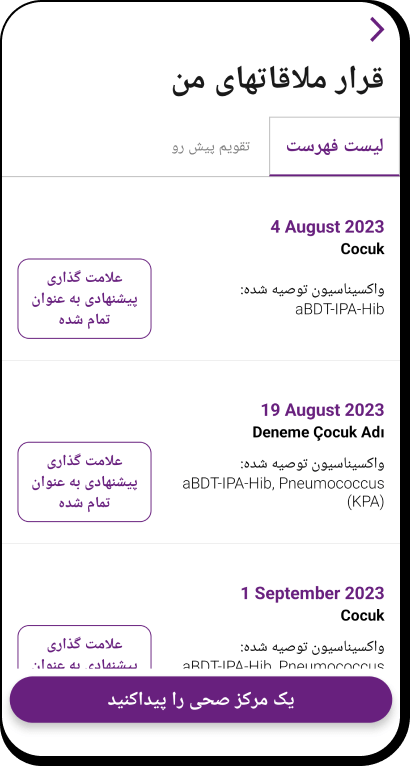 قرار ملاقاتهای من
لیست فهرست
تقویم پیش رو
4 August 2023
Cocuk
واکسیناسیون توصیه شده:
aBDT-IPA-Hib
علامت گذاری
پیشنهادی به عنوان
تمام شده
19 August 2023
Deneme Çocuk Adı
واکسیناسیون توصیه شده:
aBDT-IPA-Hib, Pneumococcus
(KPA)
علامت گذاری
پیشنهادی به عنوان
تمام شده
1 September 2023
Cocuk
واکسیناسیون توصیه شده:
aBDT-IPA-Hib, Pneumococcus
علامت گذاری
پیشنهادی به عنوان
یک مرکز صحی را پیداکنید